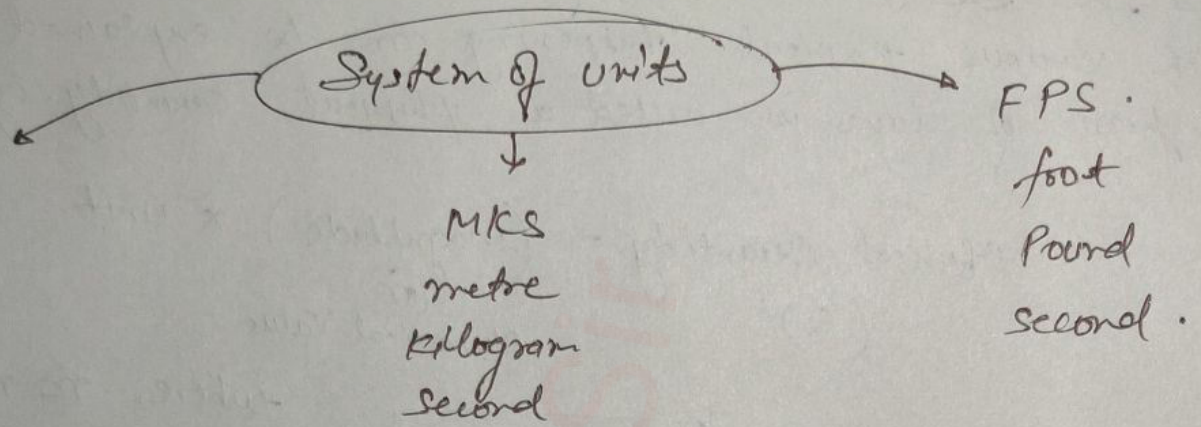 System of units
MKS
metre
Killogram
second
FPS.
foot
Pound
second.